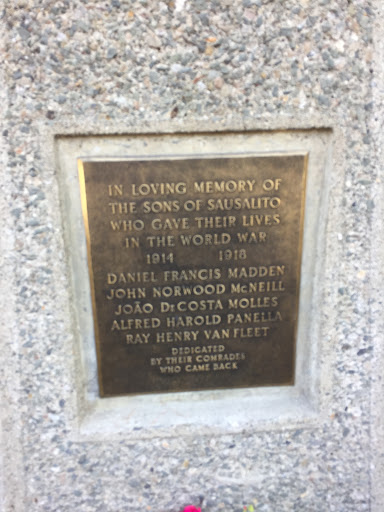 IN LOVING MEMORY OF
THE SONS OF SAUSALITO
WHO GAVE THEIR LIVES
IN THE WORLD WAR
1914 1918
DANIEL FRANCIS MADDEN
JOHN NORWOOD McNEILL
JOÃO DeCOSTA MOLLES
ALFRED HAROLD PANELLA
RAY HENRY VAN FLEET
DEDICATED
BY THEIR COMRADES
WHO CAME BACK